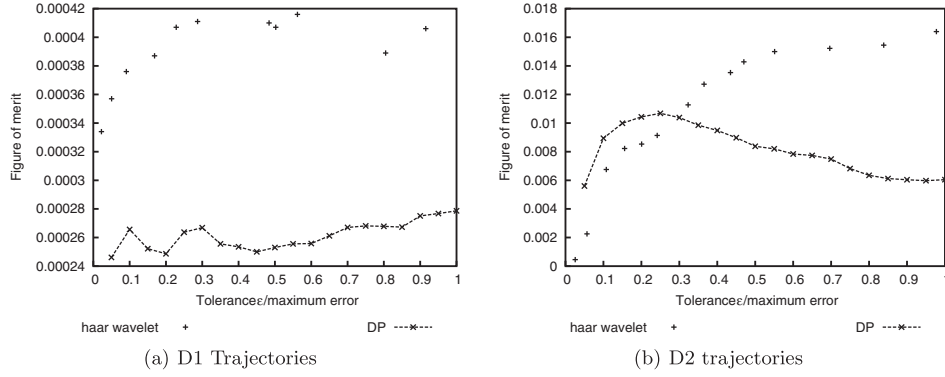 0.00042
0.0004
0.00038
0.00036
0.00034
0.00032
0.0003
0.00028
0.00026
0.00024
Figure of merit
0 0.1 0.2 0.3 0.4 0.5 0.6 0.7 0.8 0.9 1
Toleranceε/maximum error
haar wavelet DP
(a) D1 Trajectories
0.018
0.016
0.014
0.012
0.01
0.008
0.006
0.004
0.002
0
Figure of merit
0 0.1 0.2 0.3 0.4 0.5 0.6 0.7 0.8 0.9 1
Toleranceε/maximum error
haar wavelet DP
(b) D2 trajectories